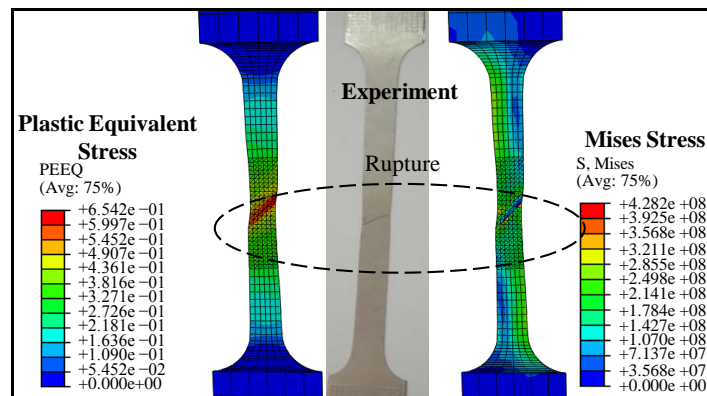 Experiment
Plastic Equivalent
Stress
PEEQ
(Avg: 75%)
+6.542e −01
+5.997e −01
+5.452e −01
+4.907e −01
+4.361e −01
+3.816e −01
+3.271e −01
+2.726e −01
+2.181e −01
+1.636e −01
+1.090e −01
+5.452e −02
+0.000e+00
Rupture
Mises Stress
S, Mises
(Avg: 75%)
+4.282e +08
+3.925e +08
+3.568e +08
+3.211e +08
+2.855e +08
+2.498e +08
+2.141e +08
+1.784e +08
+1.427e +08
+1.070e +08
+7.137e +07
+3.568e +07
+0.000e +00